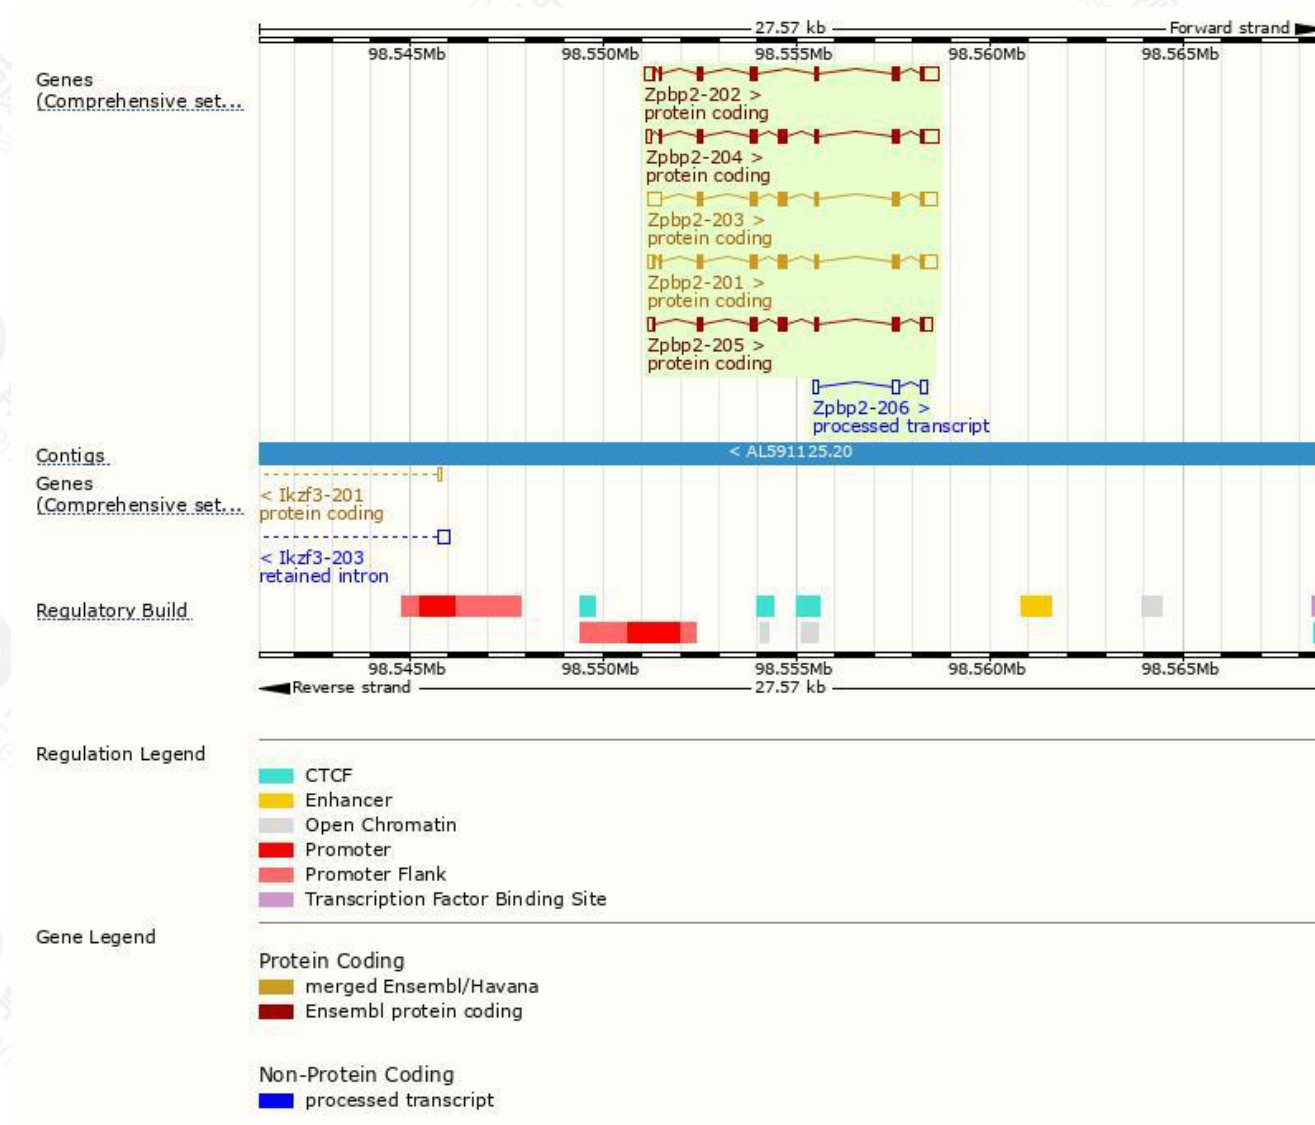 27.57 kb Forward strand
98.545Mb 98.550Mb 98.555Mb 98.560Mb 98.565Mb
Genes
(Comprehensive set...
Zpbp2-202 >
protein coding
Zpbp2-204 >
protein coding
Zpbp2-203 >
protein coding
Zpbp2-201 >
protein coding
Zpbp2-205 >
protein coding
Zpbp2-206 >
processed transcript
Contigs
< AL591125.20
Genes
(Comprehensive set...
< Ikzf3-201
protein coding
< Ikzf3-203
retained intron
Regulatory Build
98.545Mb 98.550Mb 98.555Mb 98.560Mb 98.565Mb
Reverse strand 27.57 kb
Regulation Legend
CTCF
Enhancer
Open Chromatin
Promoter
Promoter Flank
Transcription Factor Binding Site
Gene Legend
Protein Coding
merged Ensembl/Havana
Ensembl protein coding
Non-Protein Coding
processed transcript